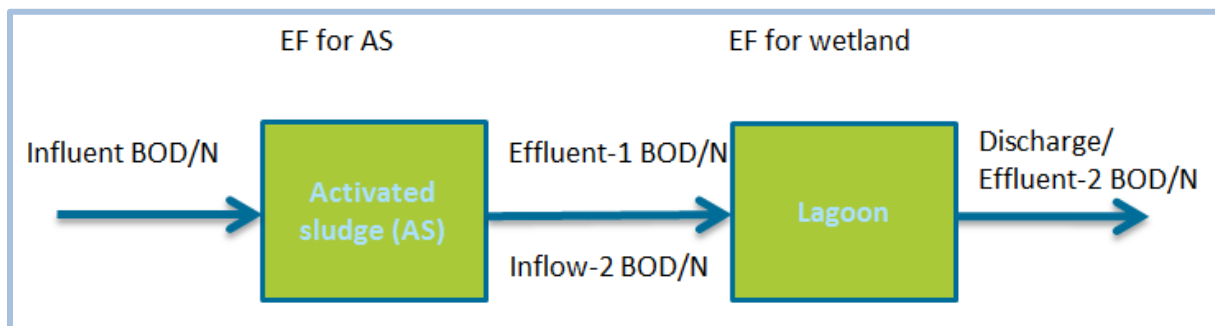 EF for AS
EF for wetland
Influent BOD/N
Activated
sludge (AS)
Effluent-1 BOD/N
Inflow-2 BOD/N
Lagoon
Discharge/
Effluent-2 BOD/N